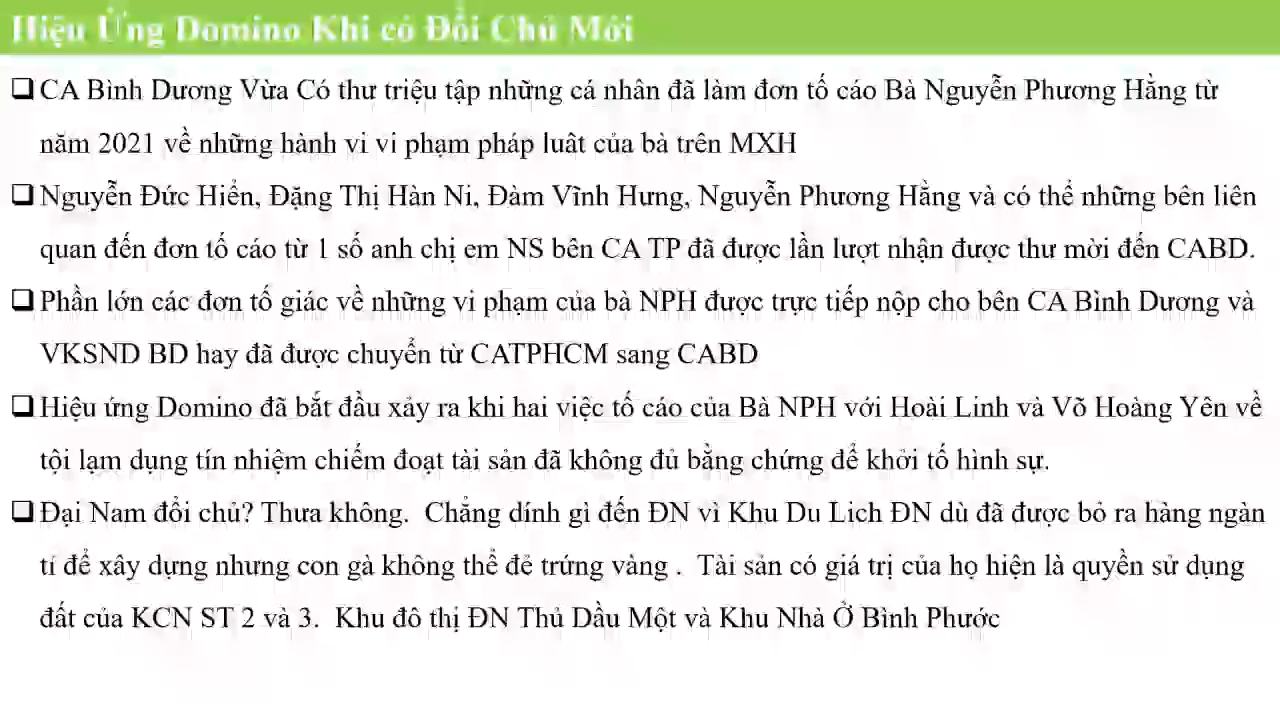 Hiệu Ứng Domino Khi có Đổi Chủ Mới
❑ CA Bình Dương Vừa Có thư triệu tập những cá nhân đã làm đơn tố cáo Bà Nguyễn Phương Hằng từ
năm 2021 về những hành vi vi phạm pháp luât của bà trên MXH
❑ Nguyễn Đức Hiển, Đặng Thị Hàn Ni, Đàm Vĩnh Hưng, Nguyễn Phương Hằng và có thể những bên liên
quan đến đơn tố cáo từ 1 số anh chị em NS bên CA TP đã được lần lượt nhận được thư mời đến CABD.
❑ Phần lớn các đơn tố giác về những vi phạm của bà NPH được trực tiếp nộp cho bên CA Bình Dương và
VKSND BD hay đã được chuyển từ CATPHCM sang CABD
❑ Hiệu ứng Domino đã bắt đầu xảy ra khi hai việc tố cáo của Bà NPH với Hoài Linh và Võ Hoàng Yên về
tội lạm dụng tín nhiệm chiếm đoạt tài sản đã không đủ bằng chứng để khởi tố hình sự.
❑ Đại Nam đổi chủ? Thưa không. Chẳng dính gì đến ĐN vì Khu Du Lich ĐN dù đã được bỏ ra hàng ngàn
tí để xây dựng nhưng con gà không thể đẻ trứng vàng . Tài sản có giá trị của họ hiện là quyền sử dụng
đất của KCN ST 2 và 3. Khu đô thị ĐN Thủ Dầu Một và Khu Nhà Ở Bình Phước